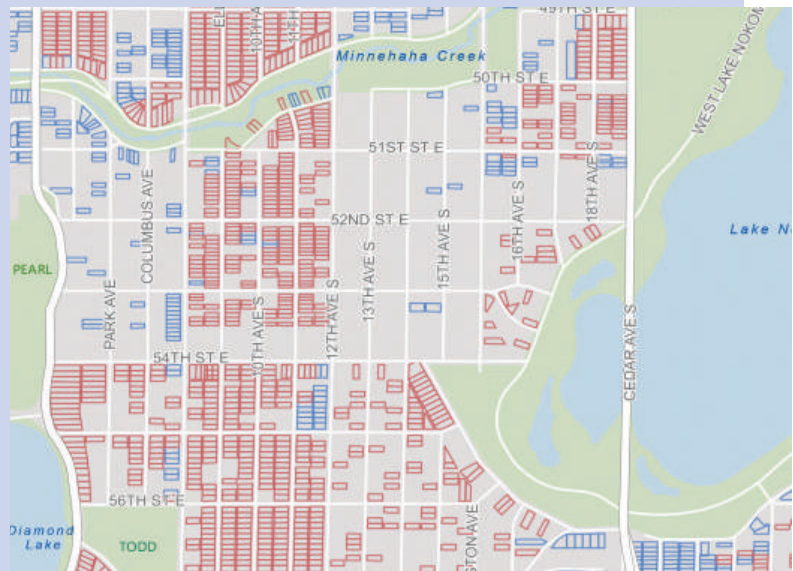 49TH ST E
Minnehaha Creek
50TH ST E
WEST LAKE NOKOM
51ST ST E
COLUMBUS AVE
18TH AVE S
52ND ST E
15TH AVE S
16TH AVE S
Lake No
13TH AVE S
PEARL
PARK AVE
10TH AVE S
12TH AVE S
CEDAR AVE S
54TH ST E
56TH ST E
Diamond
Lake
TODD
STON AVE